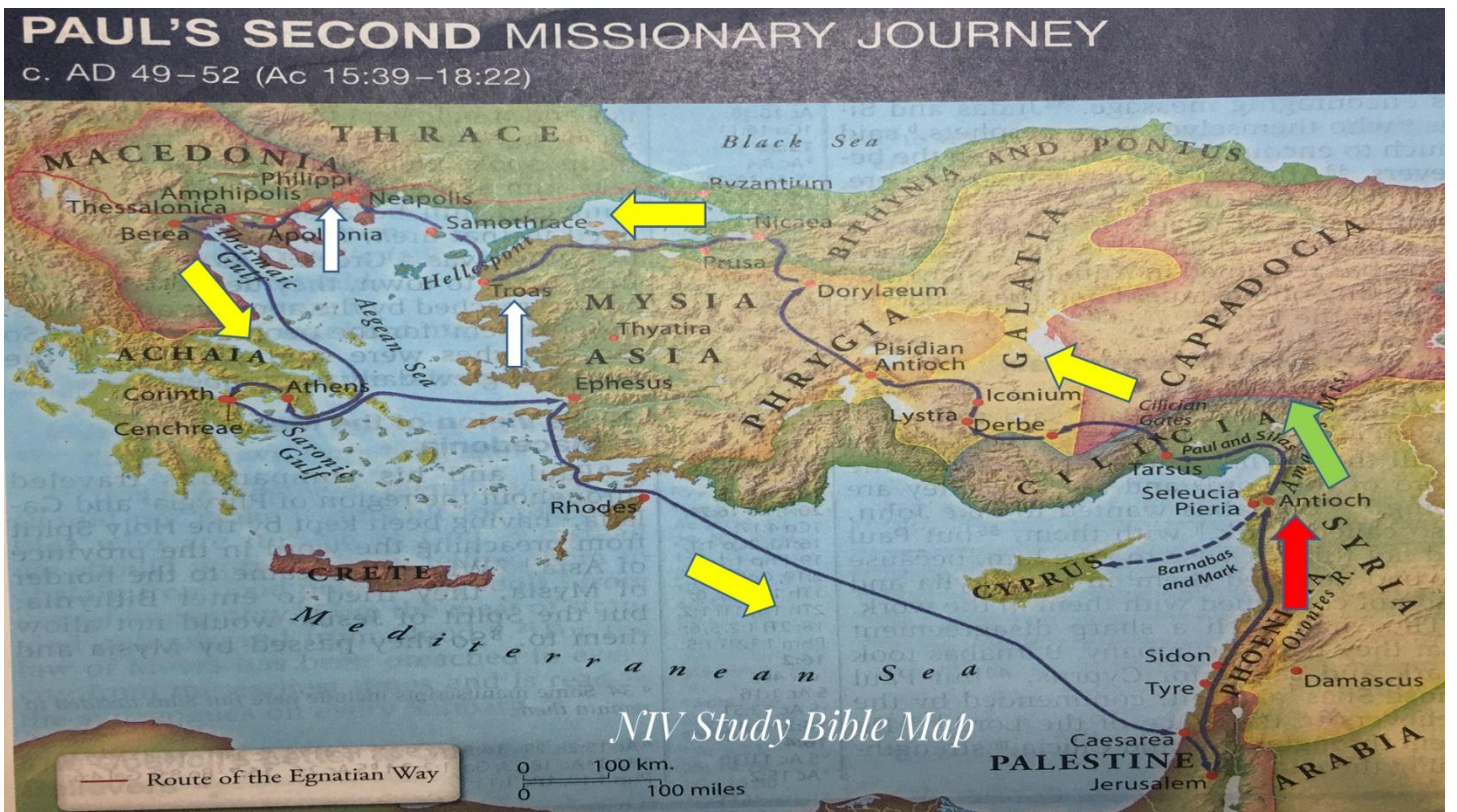 PAUL'S SECOND MISSIONARY JOURNEY
c. AD 49–52 (Ac 15:39–18:22)
THRACE
MACEDONIA
Black Sea
BITHYNIA AND PONTUS
Philippi
Amphipolis
Neapolis
Byzantium
Thessalonica
Samothrace
Nicaea
Berea
Apollonia
Thermaic
Gulf
Hellespont
Prusa
Troas
MYSIA
Dorylaeum
GALATIA
CAPPADOCIA
Aegean Sea
Thyatira
ASIA
PHRYGIA
Pisidian
Antioch
ACHAIA
Corinth
Athens
Ephesus
Iconium
Cenchreae
Lystra
Derbe
Cilician
Gates
Saronic
Gulf
CILICIA
Paul and Silas
Mts.
Tarsus
Rhodes
Seleucia
Pieria
Antioch
SYRIA
CRETE
CYPRUS
Barnabas
and Mark
Orontes R.
Mediterranean Sea
Sidon
PHOENICIA
Tyre
Damascus
NIV Study Bible Map
Caesarea
PALESTINE
Jerusalem
ARABIA
Route of the Egnatian Way
0 100 km.
0 100 miles